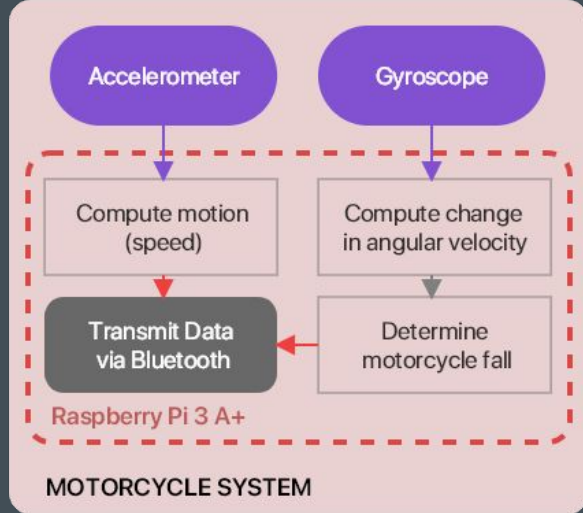 Accelerometer
Gyroscope
Compute motion
(speed)
Compute change
in angular velocity
Transmit Data
via Bluetooth
Determine
motorcycle fall
Raspberry Pi 3 A+
MOTORCYCLE SYSTEM